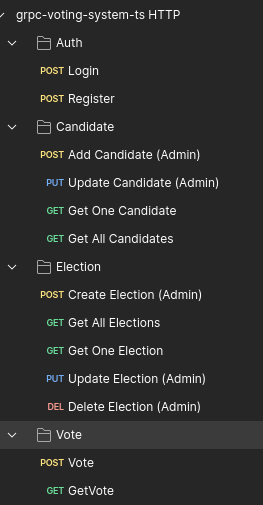 grpc-voting-system-ts HTTP
Auth
POST Login
POST Register
Candidate
POST Add Candidate (Admin)
PUT Update Candidate (Admin)
GET Get One Candidate
GET Get All Candidates
Election
POST Create Election (Admin)
GET Get All Elections
GET Get One Election
PUT Update Election (Admin)
DEL Delete Election (Admin)
Vote
POST Vote
GET GetVote